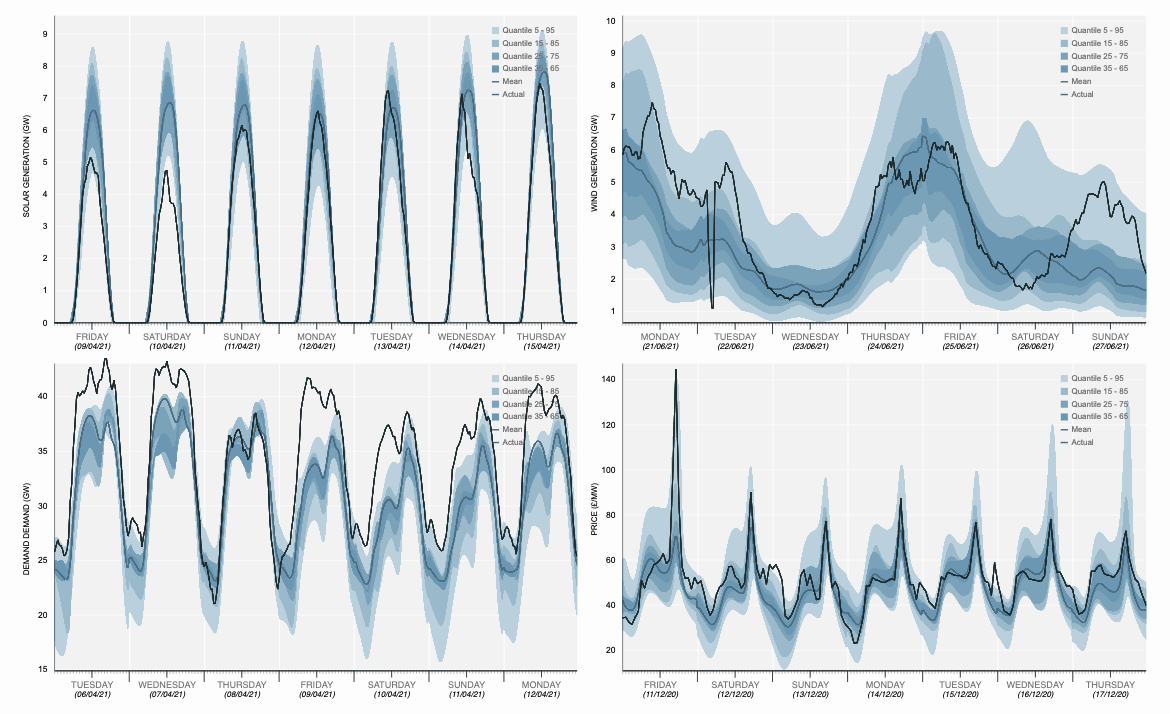 SOLAR GENERATION (GW)
9
8
7
6
5
4
3
2
1
0
Quantile 5 - 95
Quantile 15 - 85
Quantile 25 - 75
Quantile 35 - 65
Mean
Actual
FRIDAY SATURDAY SUNDAY MONDAY TUESDAY WEDNESDAY THURSDAY
(09/04/21) (10/04/21) (11/04/21) (12/04/21) (13/04/21) (14/04/21) (15/04/21)
WIND GENERATION (GW)
10
9
8
7
6
5
4
3
2
1
Quantile 5 - 95
Quantile 15 - 85
Quantile 25 - 75
Quantile 35 - 65
Mean
Actual
MONDAY TUESDAY WEDNESDAY THURSDAY FRIDAY SATURDAY SUNDAY
(21/06/21) (22/06/21) (23/06/21) (24/06/21) (25/06/21) (26/06/21) (27/06/21)
DEMAND DEMAND (GW)
40
35
30
25
20
15
Quantile 5 - 95
Quantile 15 - 85
Quantile 25 - 75
Quantile 35 - 65
Mean
Actual
TUESDAY WEDNESDAY THURSDAY FRIDAY SATURDAY SUNDAY MONDAY
(06/04/21) (07/04/21) (08/04/21) (09/04/21) (10/04/21) (11/04/21) (12/04/21)
PRICE (£/MW)
140
120
100
80
60
40
20
Quantile 5 - 95
Quantile 15 - 85
Quantile 25 - 75
Quantile 35 - 65
Mean
Actual
FRIDAY SATURDAY SUNDAY MONDAY TUESDAY WEDNESDAY THURSDAY
(11/12/20) (12/12/20) (13/12/20) (14/12/20) (15/12/20) (16/12/20) (17/12/20)